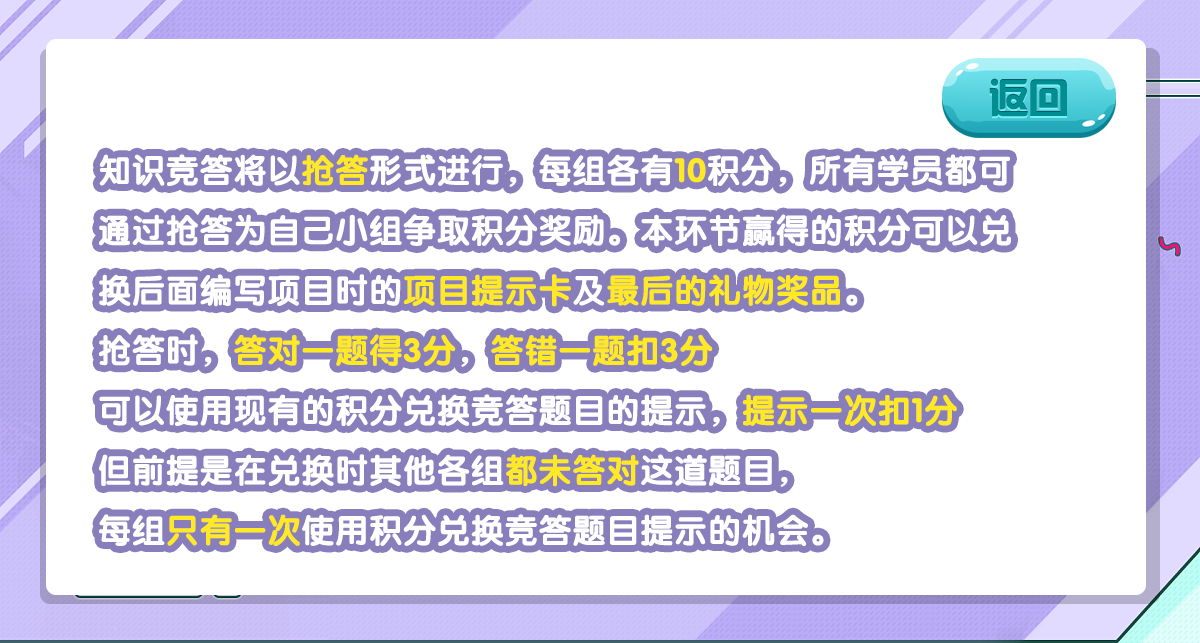 返回
知识竞答将以抢答形式进行，每组各有10积分，所有学员都可
通过抢答为自己小组争取积分奖励。本环节赢得的积分可以兑
换后面编写项目时的项目提示卡及最后的礼物奖品。
抢答时，答对一题得3分，答错一题扣3分
可以使用现有的积分兑换竞答题目的提示，提示一次扣1分
但前提是在兑换时其他各组都未答对这道题目，
每组只有一次使用积分兑换竞答题目提示的机会。